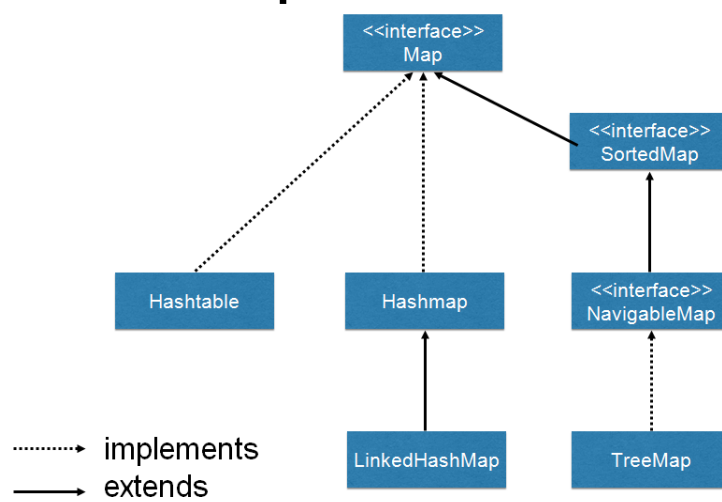 <<interface>>
Map
<<interface>>
SortedMap
Hashtable
Hashmap
<<interface>>
NavigableMap
implements
LinkedHashMap
TreeMap
extends